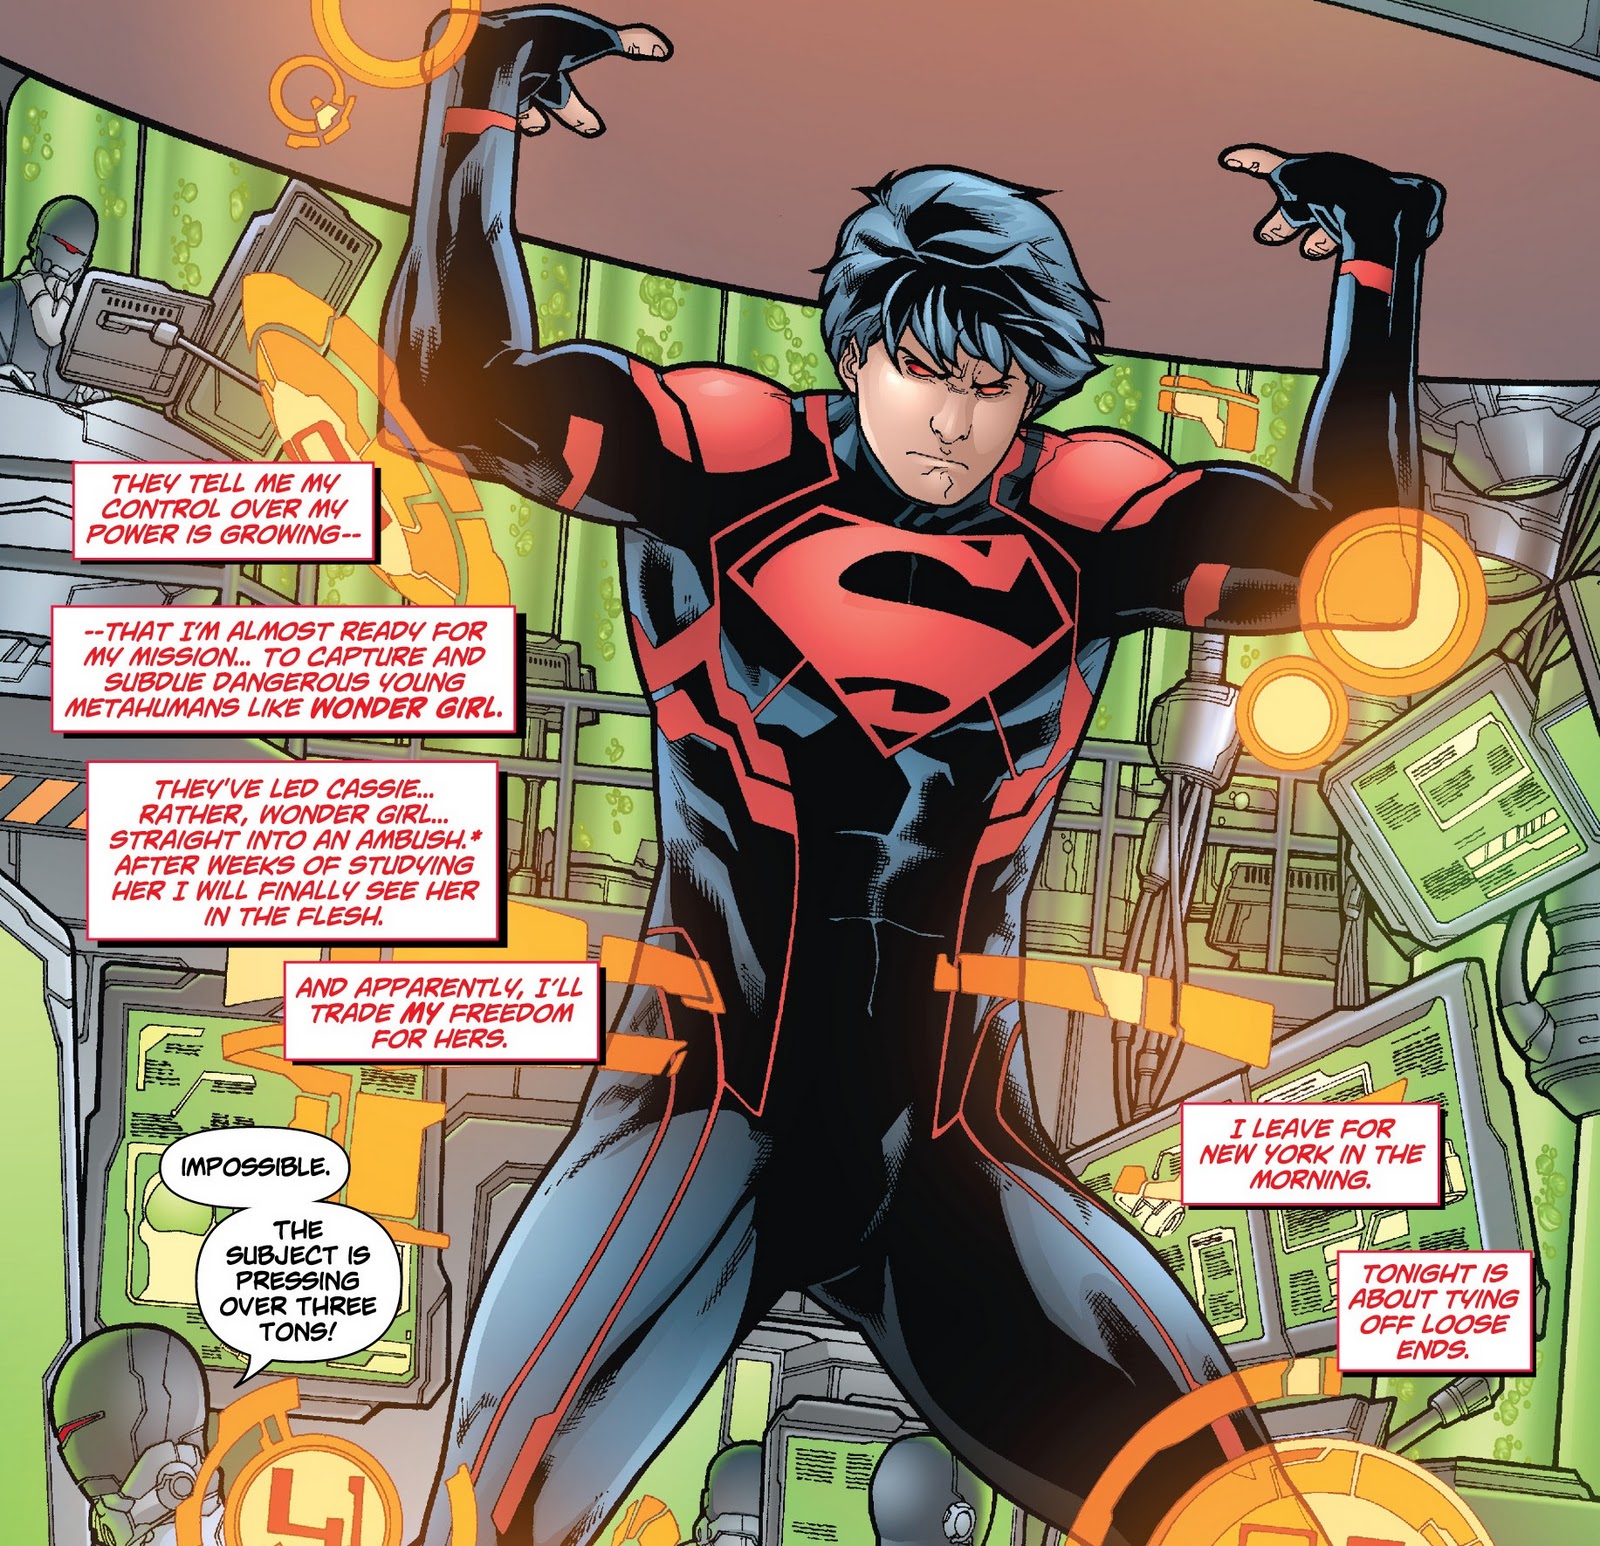 THEY TELL ME MY
CONTROL OVER MY
POWER IS GROWING--
--THAT I'M ALMOST READY FOR
MY MISSION... TO CAPTURE AND
SUBDUE DANGEROUS YOUNG
METAHUMANS LIKE WONDER GIRL.
THEY'VE LED CASSIE...
RATHER, WONDER GIRL...
STRAIGHT INTO AN AMBUSH.*
AFTER WEEKS OF STUDYING
HER I WILL FINALLY SEE HER
IN THE FLESH.
AND APPARENTLY, I'LL
TRADE MY FREEDOM
FOR HERS.
IMPOSSIBLE.
THE
SUBJECT IS
PRESSING
OVER THREE
TONS!
I LEAVE FOR
NEW YORK IN THE
MORNING.
TONIGHT IS
ABOUT TYING
OFF LOOSE
ENDS.
S